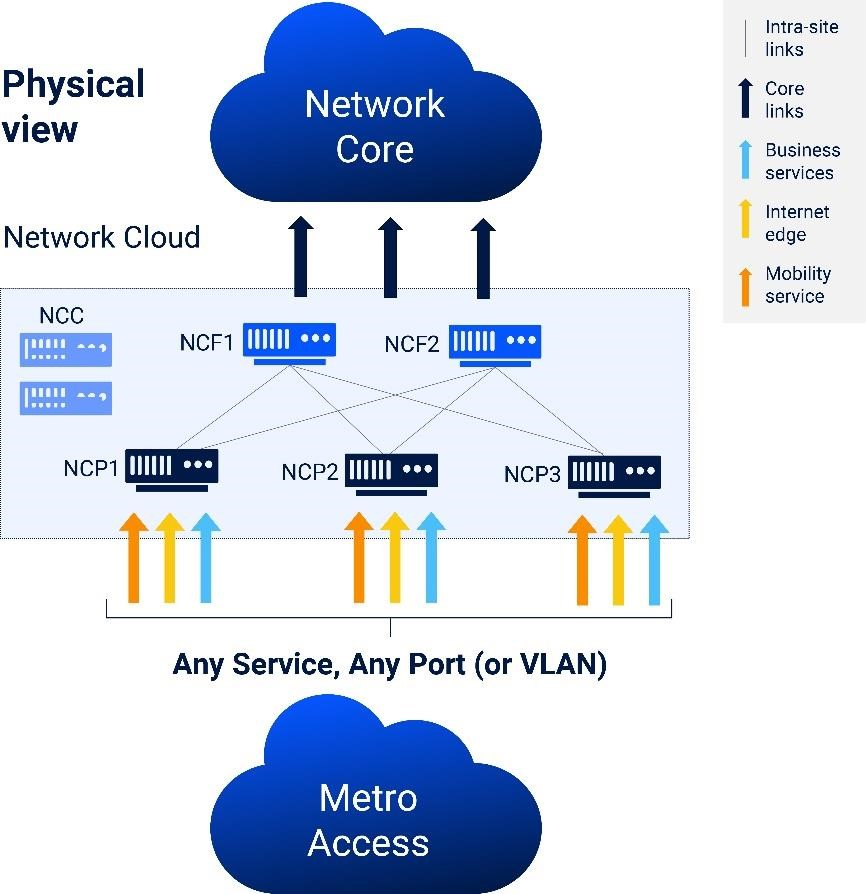 Physical
view
Network
Core
Intra-site
links
Core
links
Business
services
Internet
edge
Mobility
service
Network Cloud
NCC
NCF1
NCF2
NCP1
NCP2
NCP3
Any Service, Any Port (or VLAN)
Metro
Access